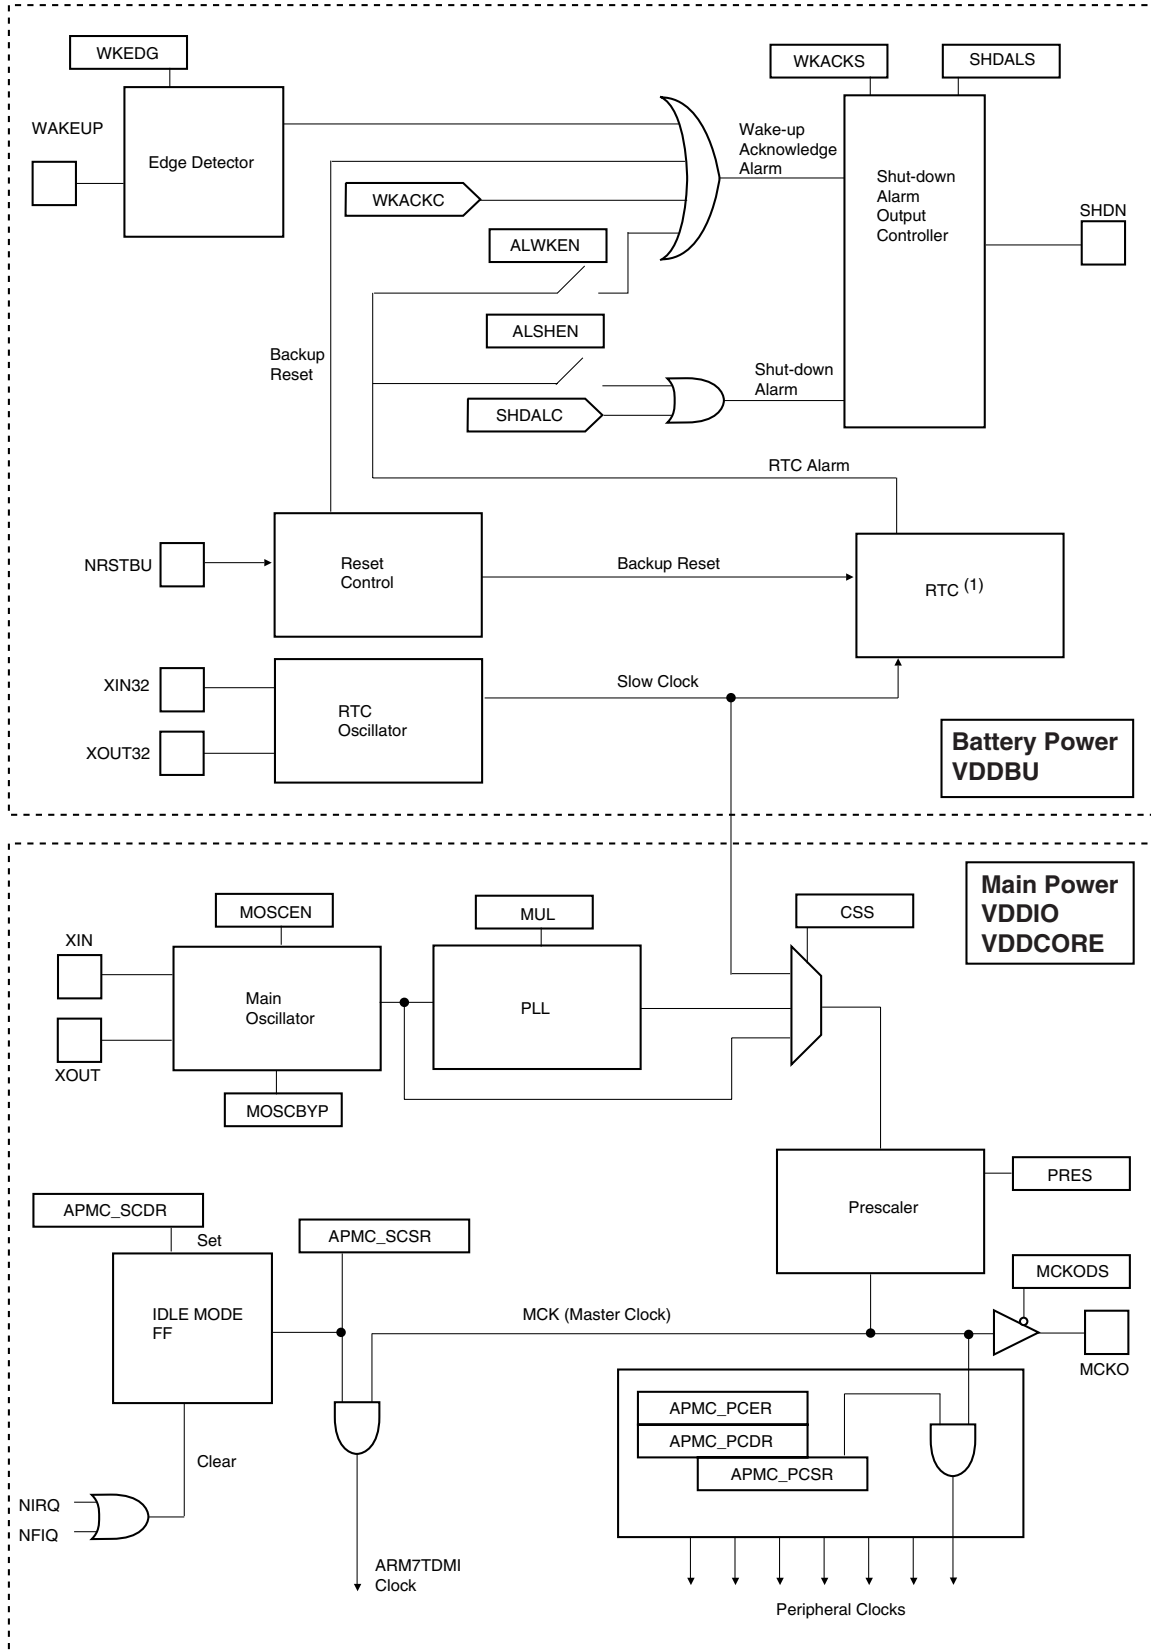 WKEDG
WKACKS
SHDALS
WAKEUP
Edge Detector
Wake-up
Acknowledge
Alarm
Shut-down
Alarm
Output
Controller
WKACKC
SHDN
ALWKEN
ALSHEN
Backup
Reset
Shut-down
Alarm
SHDALC
RTC Alarm
NRSTBU
Reset
Control
Backup Reset
RTC (1)
XIN32
Slow Clock
RTC
Oscillator
XOUT32
Battery Power
VDDBU
Main Power
VDDIO
VDDCORE
MOSCEN
MUL
CSS
XIN
Main
Oscillator
PLL
XOUT
MOSCBYP
PRES
Prescaler
APMC_SCDR
Set
APMC_SCSR
MCKODS
IDLE MODE
FF
MCK (Master Clock)
MCKO
APMC_PCER
APMC_PCDR
APMC_PCSR
Clear
NIRQ
NFIQ
ARM7TDMI
Clock
Peripheral Clocks